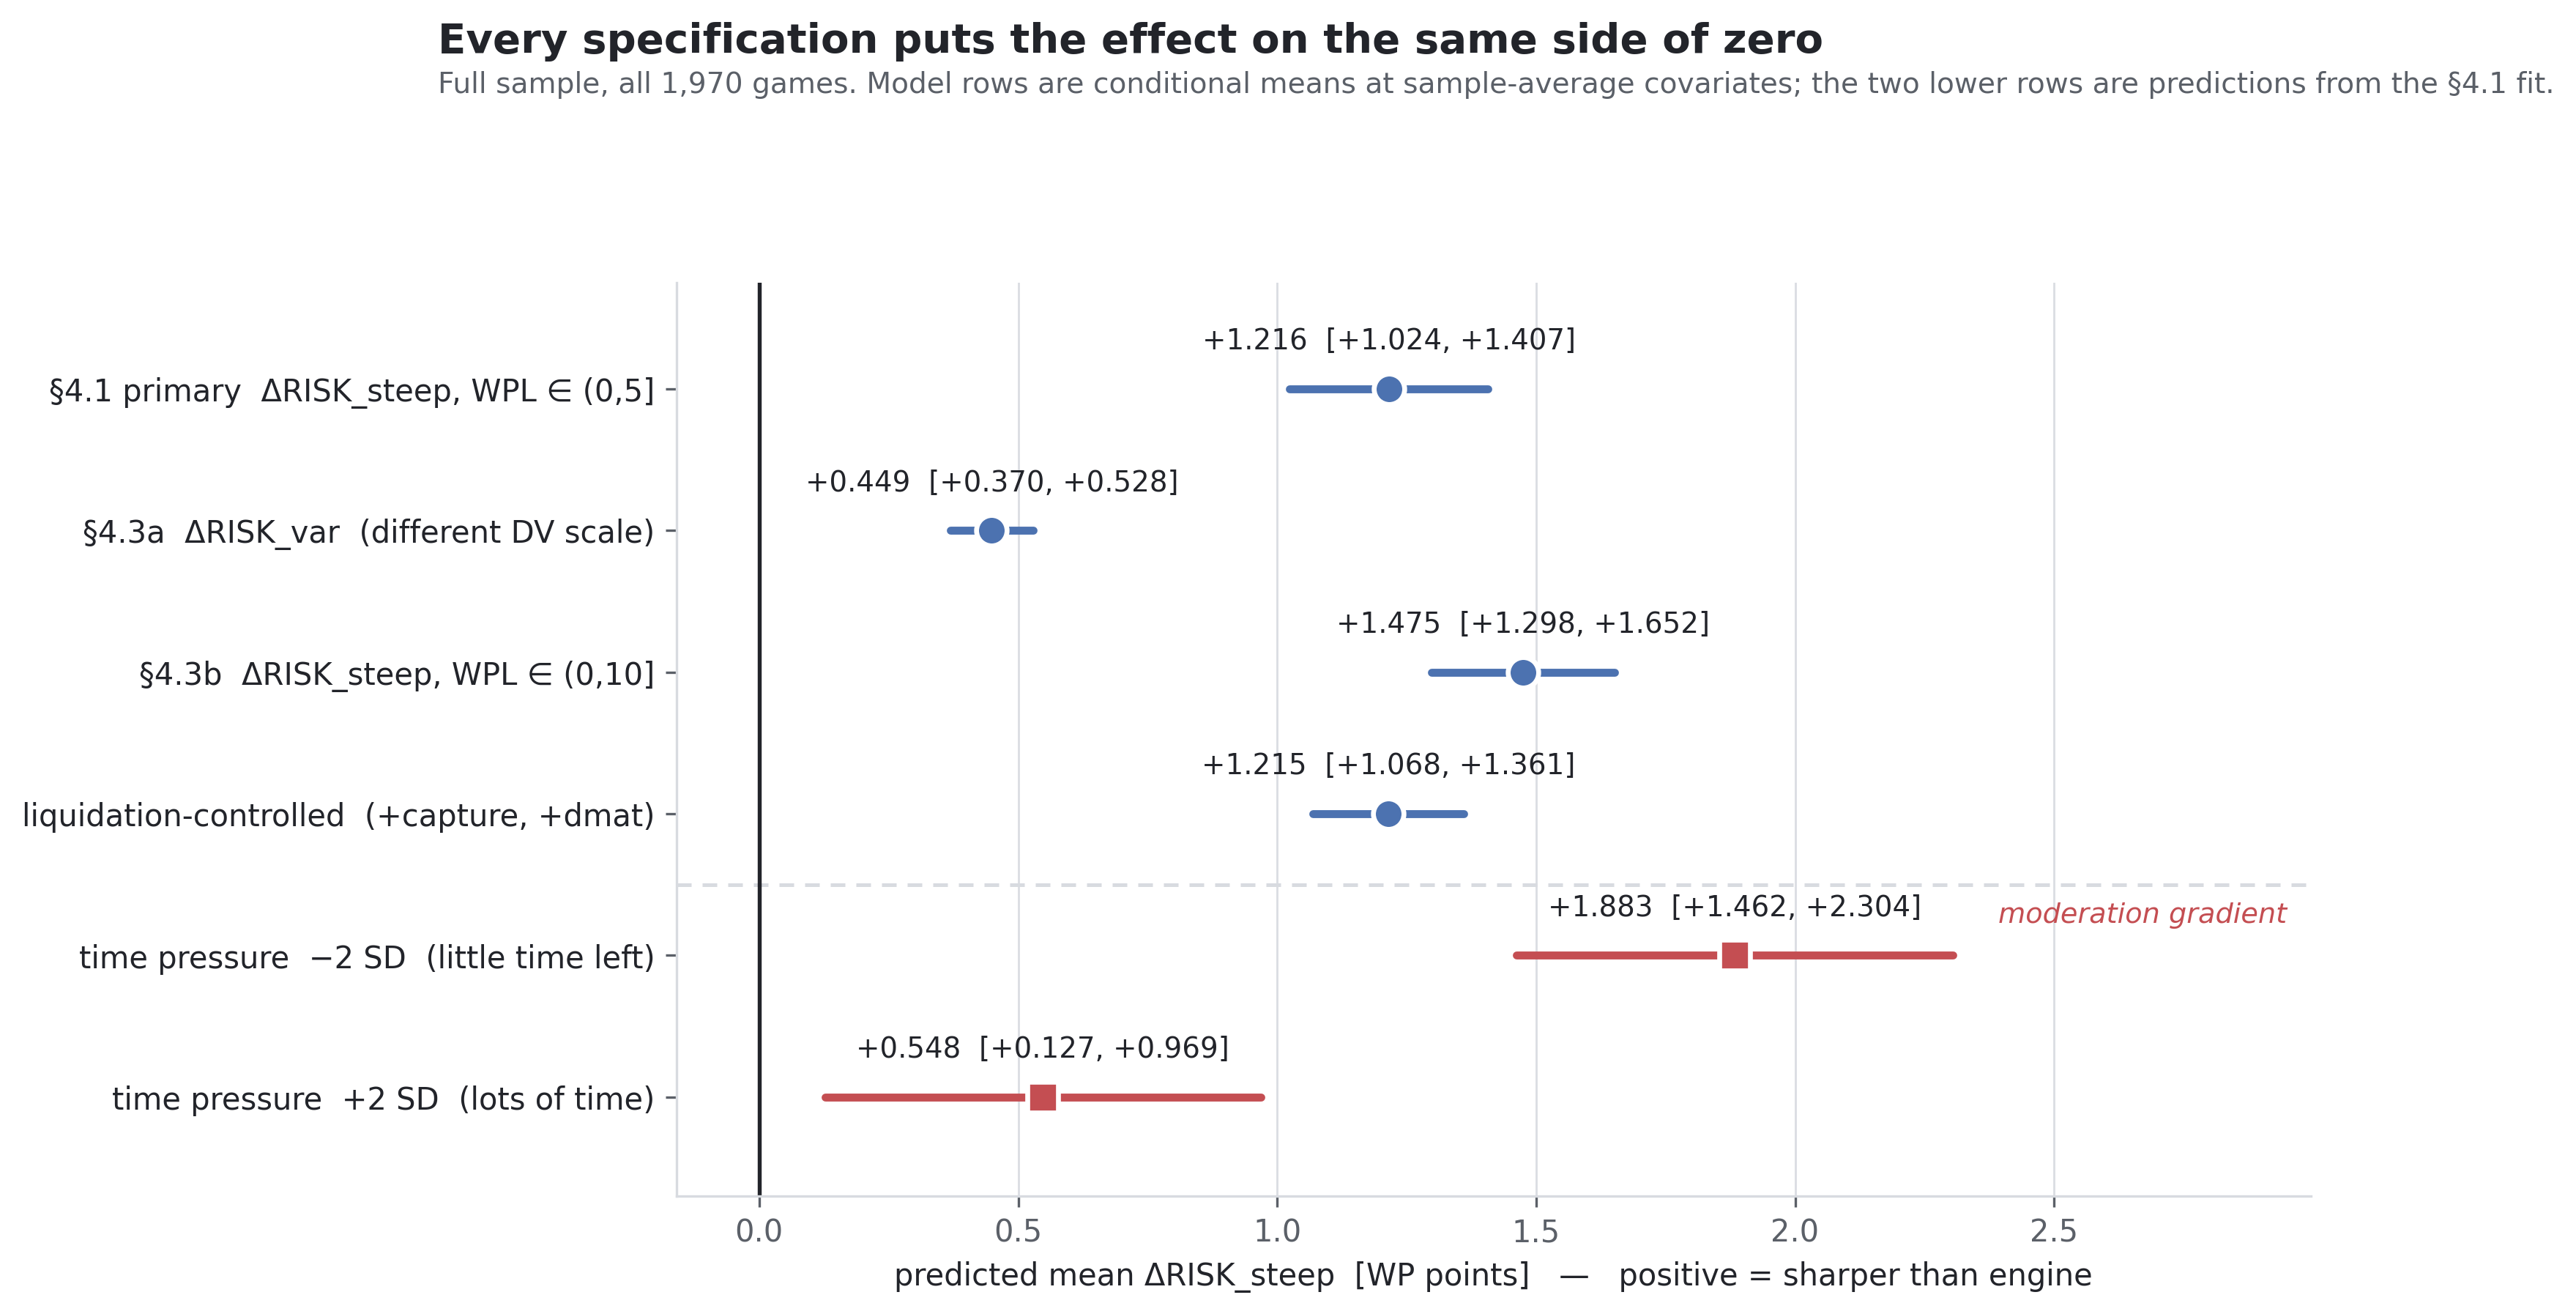 Every specification puts the effect on the same side of zero
Full sample, all 1,970 games. Model rows are conditional means at sample-average covariates; the two lower rows are predictions from the §4.1 fit.
+1.216  [+1.024, +1.407]
§4.1 primary  ΔRISK_steep, WPL ∈ (0,5]
+0.449  [+0.370, +0.528]
§4.3a  ΔRISK_var  (different DV scale)
+1.475  [+1.298, +1.652]
§4.3b  ΔRISK_steep, WPL ∈ (0,10]
+1.215  [+1.068, +1.361]
liquidation-controlled  (+capture, +dmat)
+1.883  [+1.462, +2.304]
moderation gradient
time pressure  −2 SD  (little time left)
+0.548  [+0.127, +0.969]
time pressure  +2 SD  (lots of time)
0.0 0.5 1.0 1.5 2.0 2.5
predicted mean ΔRISK_steep  [WP points]  —  positive = sharper than engine